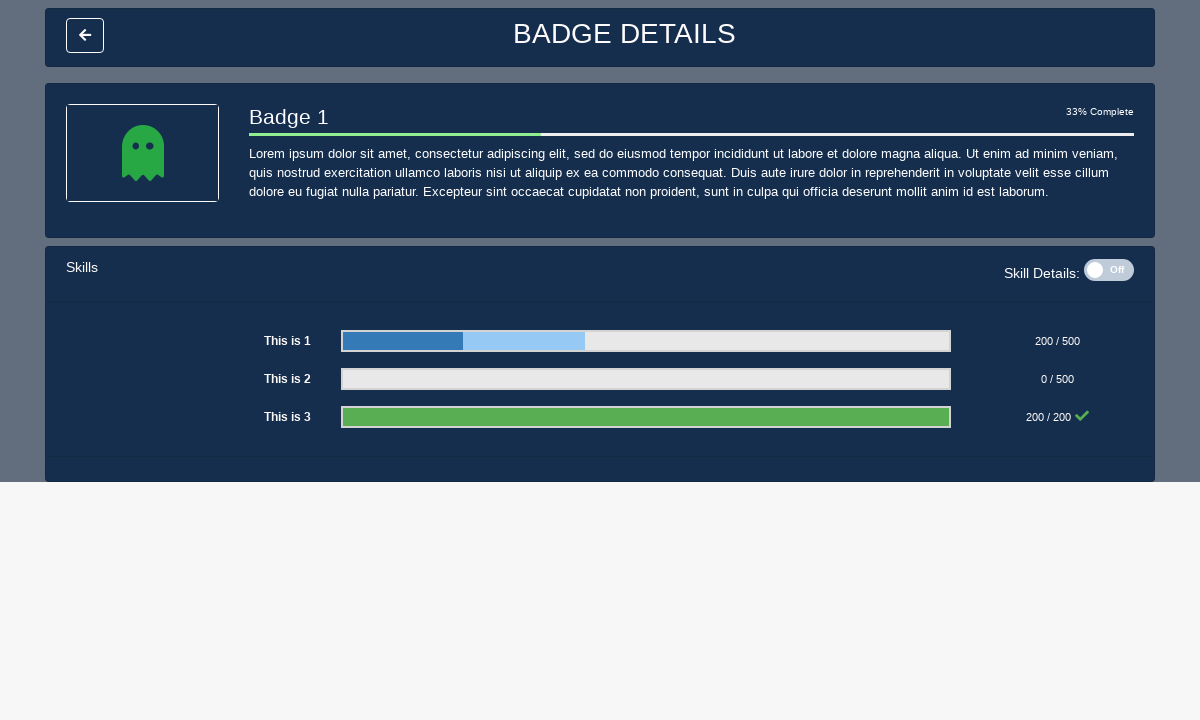 BADGE DETAILS
Badge 1
33% Complete
Lorem ipsum dolor sit amet, consectetur adipiscing elit, sed do eiusmod tempor incididunt ut labore et dolore magna aliqua. Ut enim ad minim veniam,
quis nostrud exercitation ullamco laboris nisi ut aliquip ex ea commodo consequat. Duis aute irure dolor in reprehenderit in voluptate velit esse cillum
dolore eu fugiat nulla pariatur. Excepteur sint occaecat cupidatat non proident, sunt in culpa qui officia deserunt mollit anim id est laborum.
Skills
Skill Details: Off
This is 1
200 / 500
This is 2
0 / 500
This is 3
200 / 200